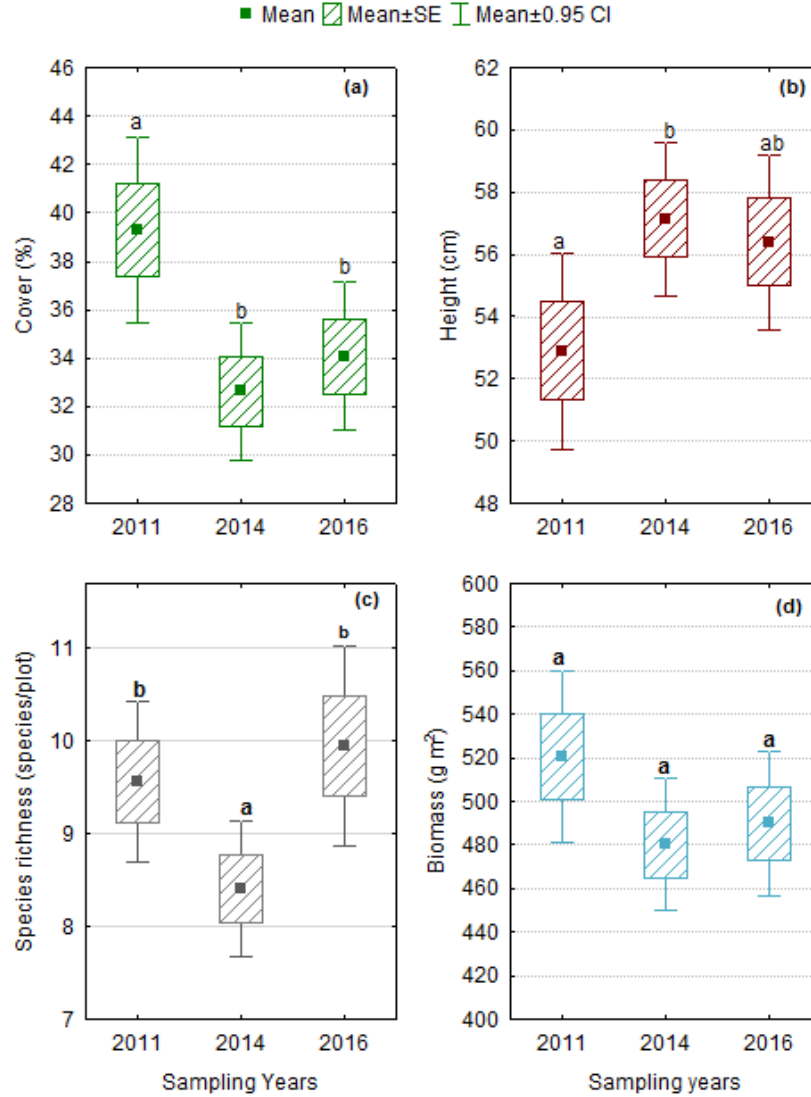 Mean Mean±SE Mean±0.95 CI
(a)
46
44
42
40
38
36
34
32
30
28
Cover (%)
a
b
b
2011 2014 2016
(b)
62
60
58
56
54
52
50
48
Height (cm)
a
b
ab
2011 2014 2016
(c)
11
10
9
8
7
Species richness (species/plot)
b
a
b
2011 2014 2016
Sampling Years
(d)
600
580
560
540
520
500
480
460
440
420
400
Biomass (g m²)
a
a
a
2011 2014 2016
Sampling years